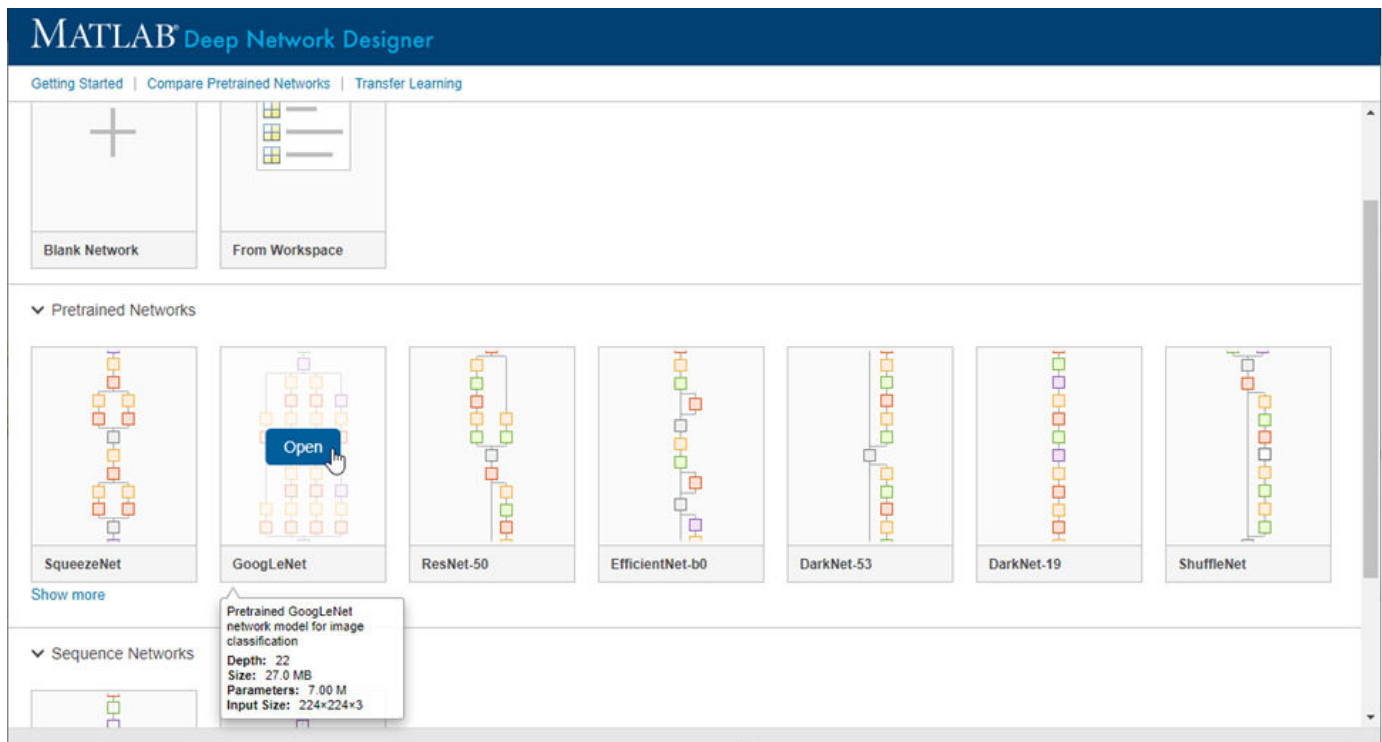 MATLAB® Deep Network Designer
Getting Started | Compare Pretrained Networks | Transfer Learning
Blank Network
From Workspace
Pretrained Networks
Open
SqueezeNet
GoogLeNet
ResNet-50
EfficientNet-b0
DarkNet-53
DarkNet-19
ShuffleNet
Show more
Pretrained GoogLeNet
network model for image
classification
Depth: 22
Size: 27.0 MB
Parameters: 7.00 M
Input Size: 224×224×3
Sequence Networks